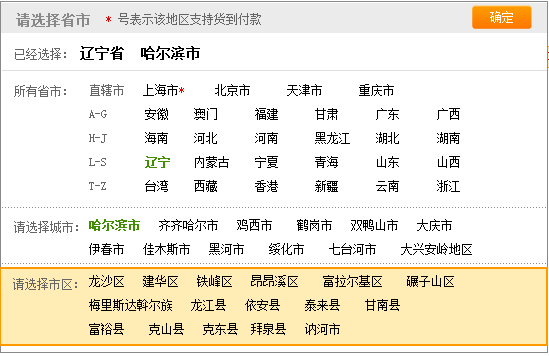 请选择省市 * 号表示该地区支持货到付款 确定
已经选择： 辽宁省 哈尔滨市
所有省市： 直辖市 上海市* 北京市 天津市 重庆市
A-G 安徽 澳门 福建 甘肃 广东 广西
H-J 海南 河北 河南 黑龙江 湖北 湖南
L-S 辽宁 内蒙古 宁夏 青海 山东 山西
T-Z 台湾 西藏 香港 新疆 云南 浙江
请选择城市： 哈尔滨市 齐齐哈尔市 鸡西市 鹤岗市 双鸭山市 大庆市
伊春市 佳木斯市 黑河市 绥化市 七台河市 大兴安岭地区
请选择市区： 龙沙区 建华区 铁峰区 昂昂溪区 富拉尔基区 碾子山区
梅里斯达斡尔族 龙江县 依安县 泰来县 甘南县
富裕县 克山县 克东县 拜泉县 讷河市